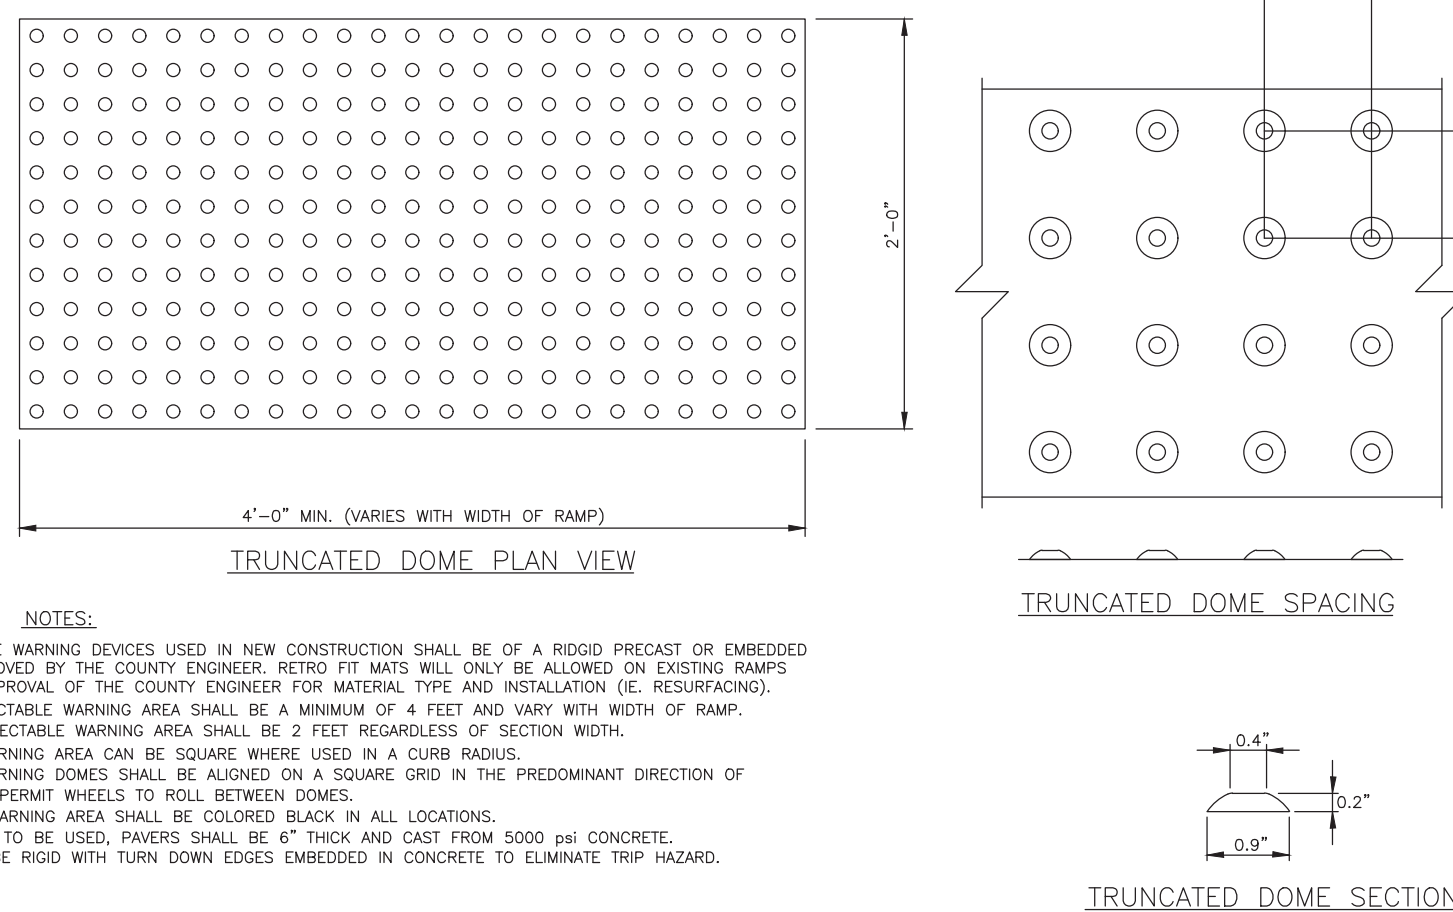 2'-0"
4'-0" MIN. (VARIES WITH WIDTH OF RAMP)
TRUNCATED DOME PLAN VIEW
NOTES:
WARNING DEVICES USED IN NEW CONSTRUCTION SHALL BE OF A RIDGID PRECAST OR EMBEDDED
BY THE COUNTY ENGINEER. RETRO FIT MATS WILL ONLY BE ALLOWED ON EXISTING RAMPS
OF THE COUNTY ENGINEER FOR MATERIAL TYPE AND INSTALLATION (IE. RESURFACING).
WARNING AREA SHALL BE A MINIMUM OF 4 FEET AND VARY WITH WIDTH OF RAMP.
WARNING AREA SHALL BE 2 FEET REGARDLESS OF SECTION WIDTH.
AREA CAN BE SQUARE WHERE USED IN A CURB RADIUS.
DOMES SHALL BE ALIGNED ON A SQUARE GRID IN THE PREDOMINANT DIRECTION OF
PERMIT WHEELS TO ROLL BETWEEN DOMES.
AREA SHALL BE COLORED BLACK IN ALL LOCATIONS.
TO BE USED, PAVERS SHALL BE 6" THICK AND CAST FROM 5000 psi CONCRETE.
RIGID WITH TURN DOWN EDGES EMBEDDED IN CONCRETE TO ELIMINATE TRIP HAZARD.
TRUNCATED DOME SPACING
0.4"
0.2"
0.9"
TRUNCATED DOME SECTION